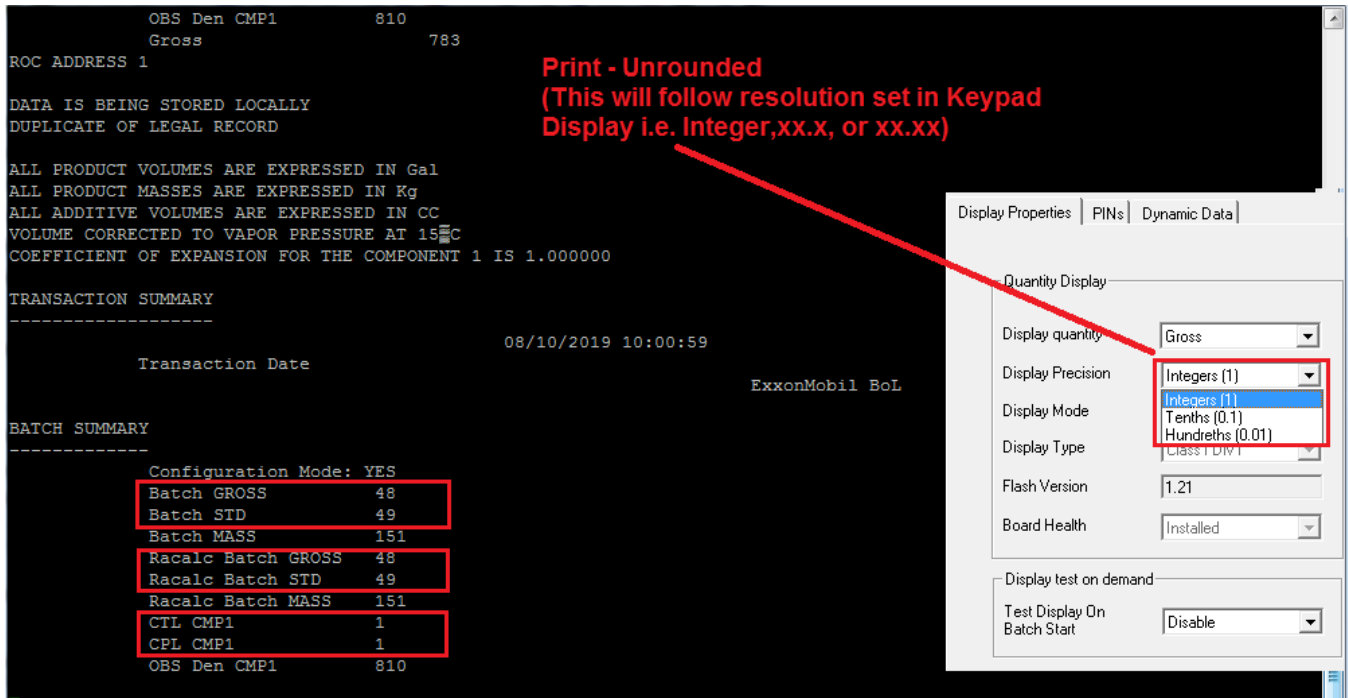 OBS Den CMP1 810
Gross 783
ROC ADDRESS 1
DATA IS BEING STORED LOCALLY
DUPLICATE OF LEGAL RECORD
ALL PRODUCT VOLUMES ARE EXPRESSED IN Gal
ALL PRODUCT MASSES ARE EXPRESSED IN Kg
ALL ADDITIVE VOLUMES ARE EXPRESSED IN CC
VOLUME CORRECTED TO VAPOR PRESSURE AT 15 C
COEFFICIENT OF EXPANSION FOR THE COMPONENT 1 IS 1.000000
TRANSACTION SUMMARY
-------------------
08/10/2019 10:00:59
Transaction Date
ExxonMobil BoL
BATCH SUMMARY
-------------
Configuration Mode: YES
Batch GROSS 48
Batch STD 49
Batch MASS 151
Racalc Batch GROSS 48
Racalc Batch STD 49
Racalc Batch MASS 151
CTL CMP1 1
CPL CMP1 1
OBS Den CMP1 810
Print - Unrounded
(This will follow resolution set in Keypad
Display i.e. Integer,xx.x, or xx.xx)
Display Properties PINs Dynamic Data
Quantity Display
Display quantity Gross
Display Precision Integers (1)
Integers (1)
Tenths (0.1)
Hundreths (0.01)
Display Mode
Display Type Class I DIV I
Flash Version 1.21
Board Health Installed
Display test on demand
Test Display On
Batch Start Disable